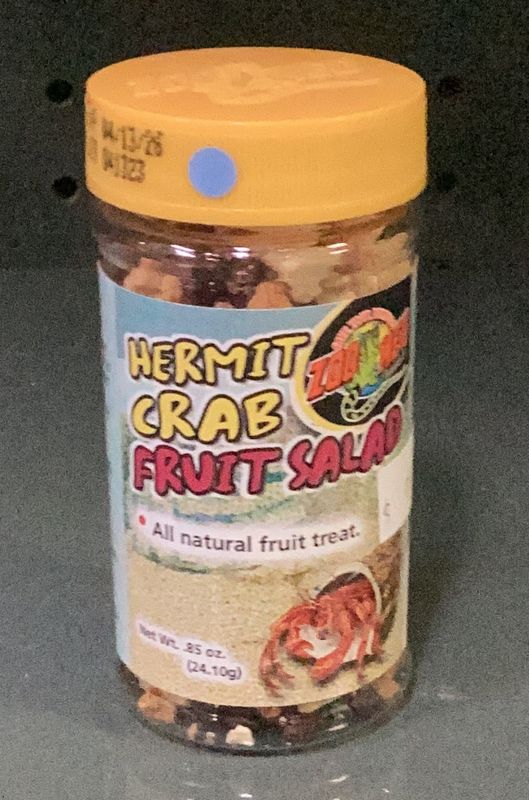 04/13/26
041323
HERMIT
CRAB
FRUIT SALAD
ZOO MED
All natural fruit treat.
Net Wt. .85 oz.
(24.10g)